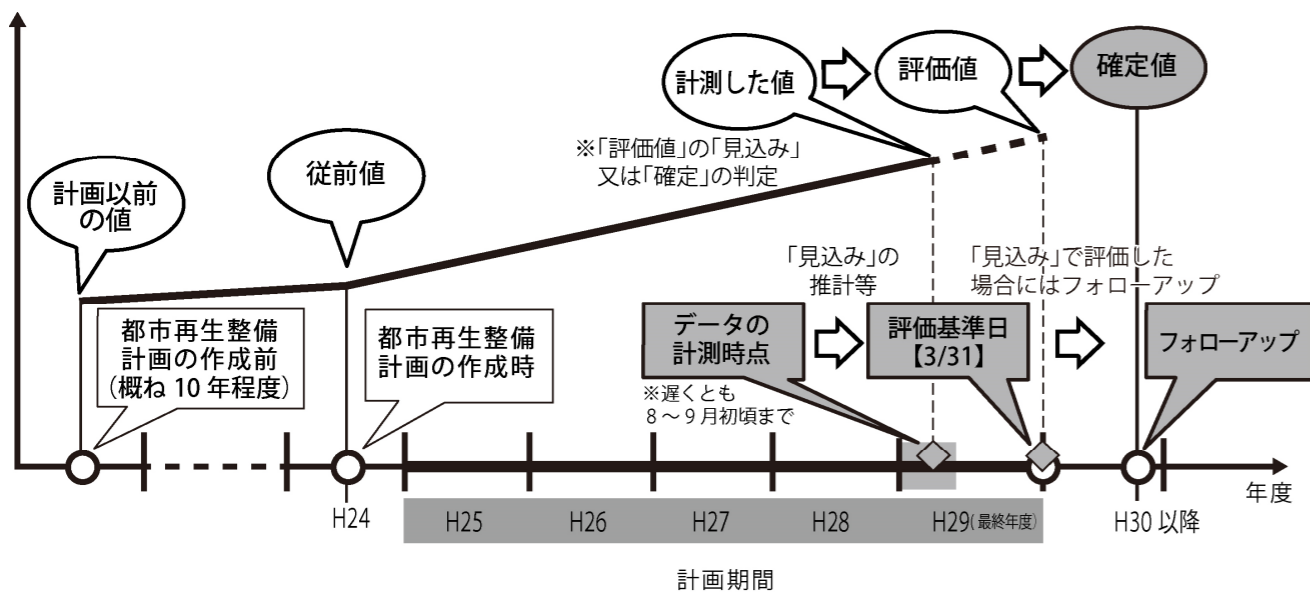 計測した値
評価値
確定値
※「評価値」の「見込み」
又は「確定」の判定
従前値
計画以前
の値
「見込み」の
推計等
「見込み」で評価した
場合にはフォローアップ
都市再生整備
計画の作成前
(概ね 10 年程度)
都市再生整備
計画の作成時
データの
計測時点
評価基準日
【3/31】
フォローアップ
※遅くとも
8～9月初頃まで
年度
H24
H25
H26
H27
H28
H29(最終年度)
H30 以降
計画期間